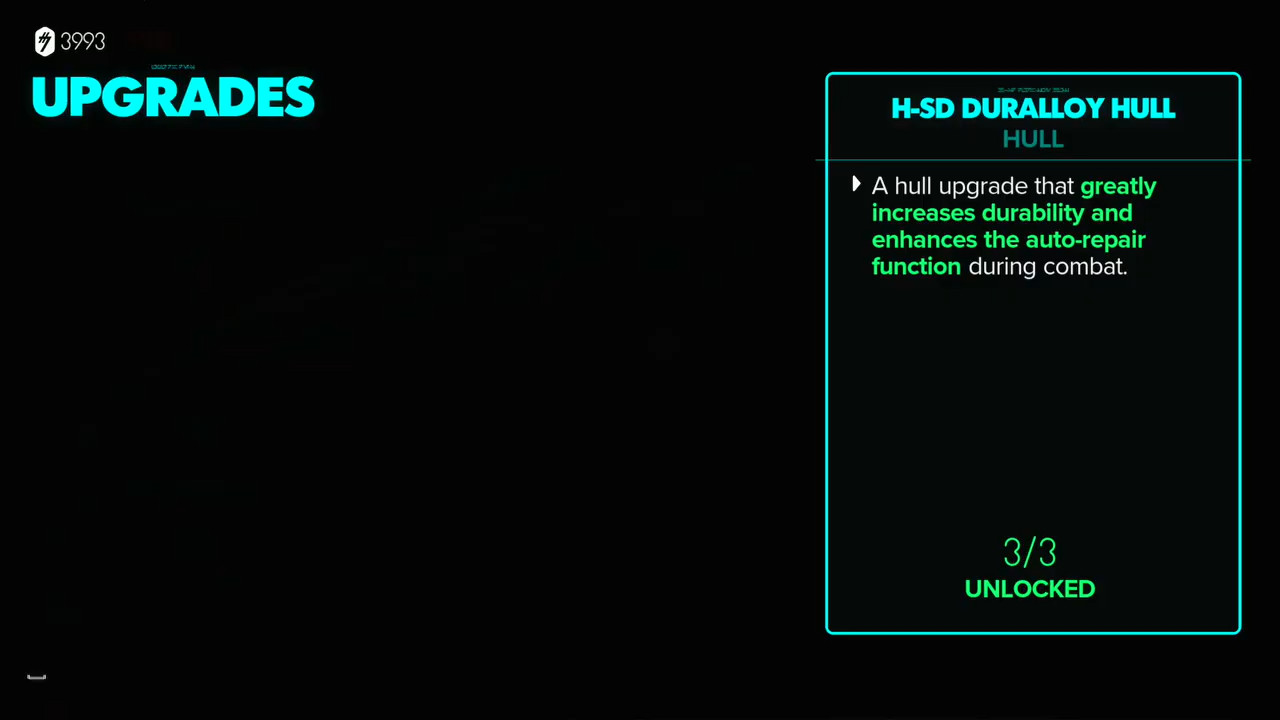 3993
UPGRADES
H-SD DURALLOY HULL
HULL
A hull upgrade that greatly
increases durability and
enhances the auto-repair
function during combat.
3/3
UNLOCKED